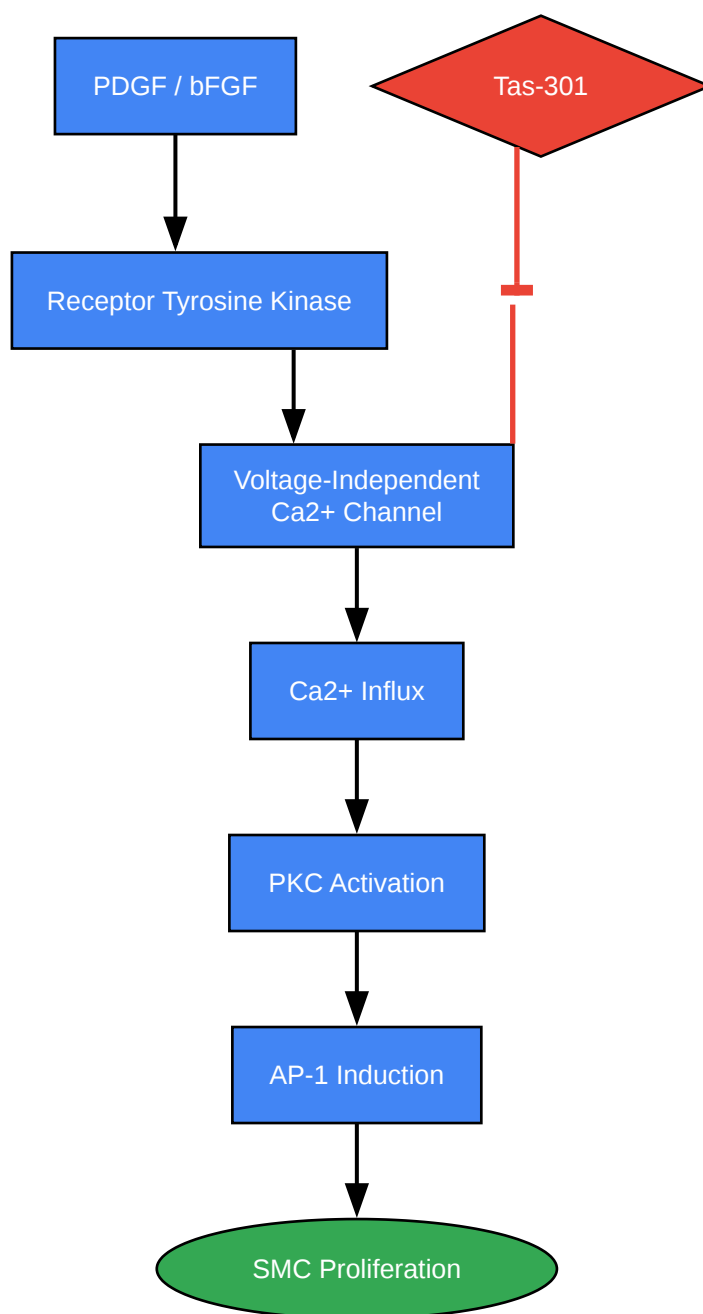 PDGF / bFGF
Tas-301
Receptor Tyrosine Kinase
Voltage-Independent
Ca2+ Channel
Ca2+ Influx
PKC Activation
AP-1 Induction
SMC Proliferation